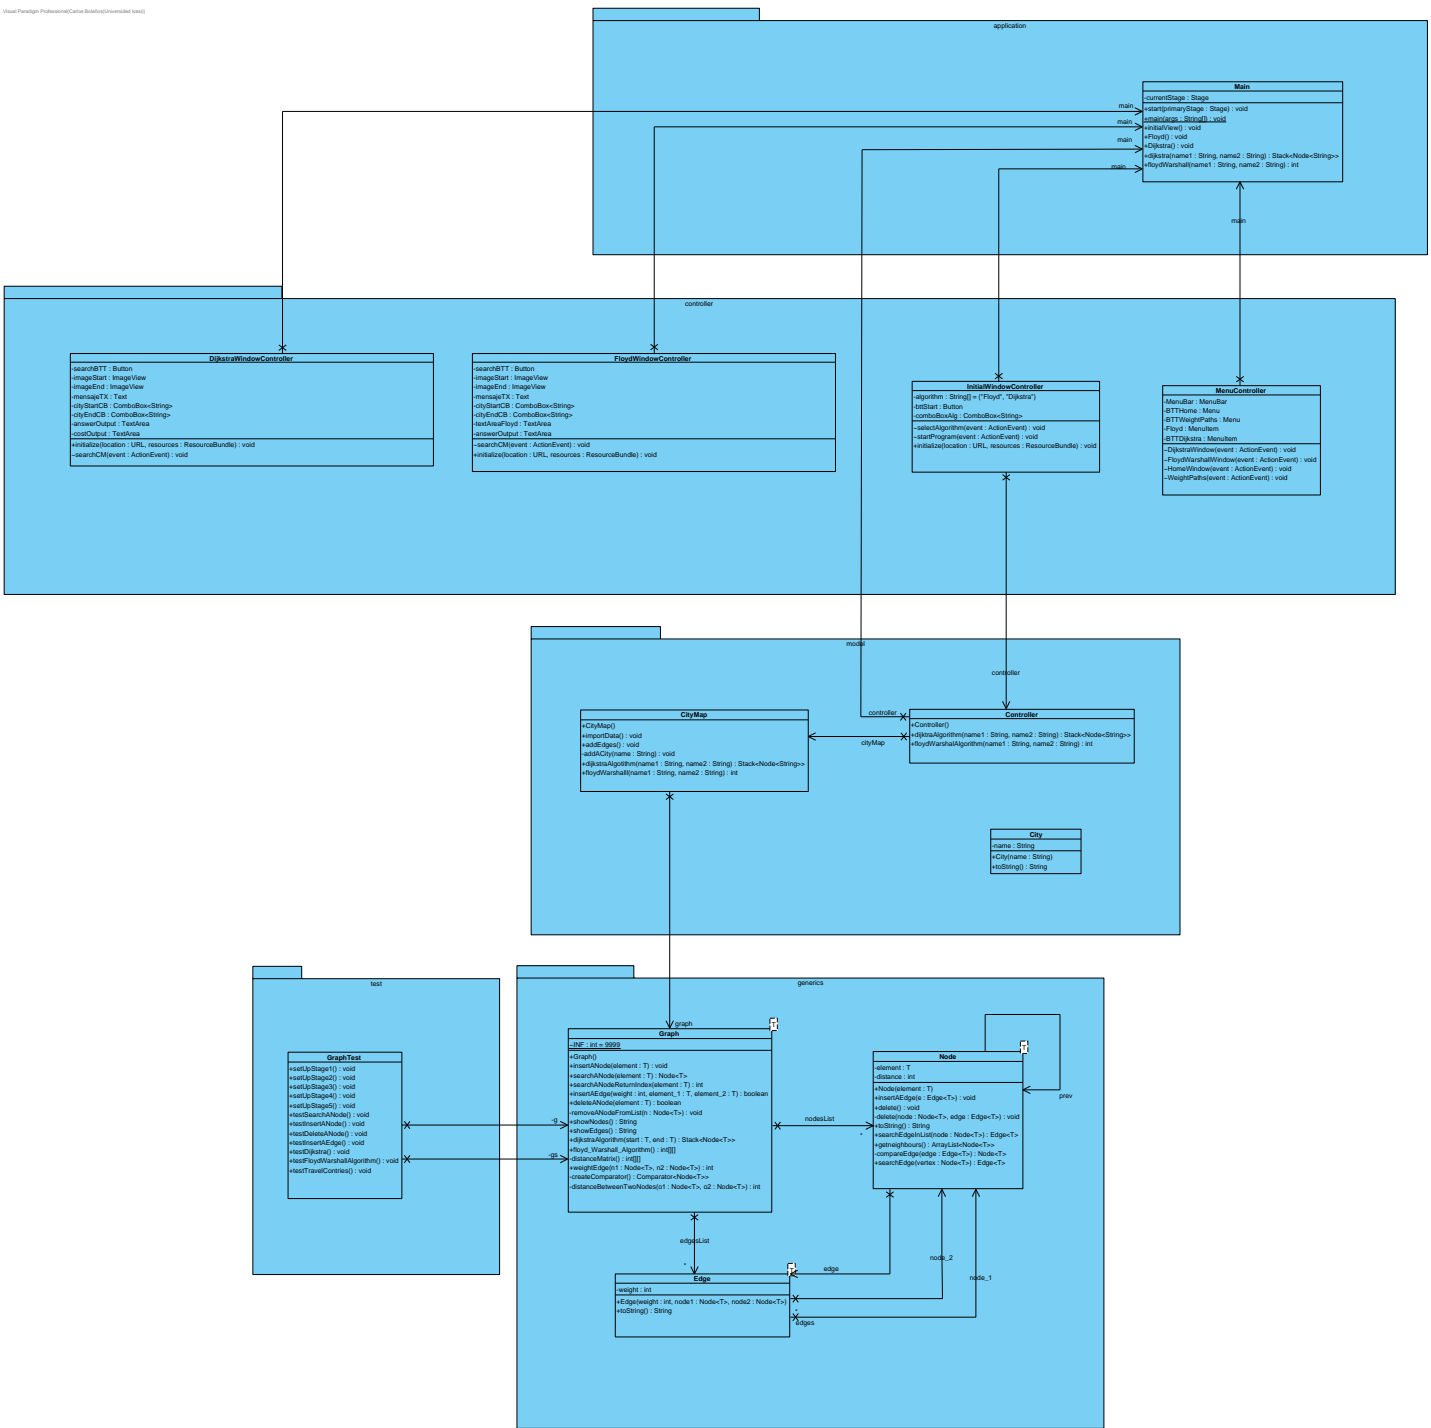 Visual Paradigm Professional(Carlos Bolaños(Universidad Icesi))
application
Main
-currentStage : Stage
+start(primaryStage : Stage) : void
+main(args : String[]) : void
+initialView() : void
+Floyd() : void
+Dijkstra() : void
+dijkstra(name1 : String, name2 : String) : Stack<Node<String>>
+floydWarshall(name1 : String, name2 : String) : int
main
main
main
main
main
controller
DijkstraWindowController
-searchBTT : Button
-imageStart : ImageView
-imageEnd : ImageView
-mensajeTX : Text
-cityStartCB : ComboBox<String>
-cityEndCB : ComboBox<String>
-answerOutput : TextArea
-costOutput : TextArea
+initialize(location : URL, resources : ResourceBundle) : void
~searchCM(event : ActionEvent) : void
FloydWindowController
-searchBTT : Button
-imageStart : ImageView
-imageEnd : ImageView
-mensajeTX : Text
-cityStartCB : ComboBox<String>
-cityEndCB : ComboBox<String>
-textAreaFloyd : TextArea
-answerOutput : TextArea
~searchCM(event : ActionEvent) : void
+initialize(location : URL, resources : ResourceBundle) : void
InitialWindowController
-algorithm : String[] = {"Floyd", "Dijkstra"}
-bttStart : Button
-comboBoxAlg : ComboBox<String>
~selectAlgorithm(event : ActionEvent) : void
~startProgram(event : ActionEvent) : void
+initialize(location : URL, resources : ResourceBundle) : void
MenuController
-MenuBar : MenuBar
-BTTHome : Menu
-BTTWeightPaths : Menu
-Floyd : MenuItem
-BTTDijkstra : MenuItem
~DijkstraWindow(event : ActionEvent) : void
~FloydWarshallWindow(event : ActionEvent) : void
~HomeWindow(event : ActionEvent) : void
~WeightPaths(event : ActionEvent) : void
model
controller
controller
cityMap
CityMap
+CityMap()
+importData() : void
+addEdges() : void
-addACity(name : String) : void
+dijkstraAlgotithm(name1 : String, name2 : String) : Stack<Node<String>>
+floydWarshalll(name1 : String, name2 : String) : int
Controller
+Controller()
+dijktraAlgorithm(name1 : String, name2 : String) : Stack<Node<String>>
+floydWarshalAlgorithm(name1 : String, name2 : String) : int
City
-name : String
+City(name : String)
+toString() : String
test
GraphTest
+setUpStage1() : void
+setUpStage2() : void
+setUpStage3() : void
+setUpStage4() : void
+setUpStage5() : void
+testSearchANode() : void
+testInsertANode() : void
+testDeleteANode() : void
+testInsertAEdge() : void
+testDijkstra() : void
+testFloydWarshallAlgorithm() : void
+testTravelContries() : void
-g
-gs
generics
graph
T
Graph
~INF : int = 9999
+Graph()
+insertANode(element : T) : void
+searchANode(element : T) : Node<T>
+searchANodeReturnIndex(element : T) : int
+insertAEdge(weight : int, element_1 : T, element_2 : T) : boolean
+deleteANode(element : T) : boolean
-removeANodeFromList(n : Node<T>) : void
+showNodes() : String
+showEdges() : String
+dijkstraAlgorithm(start : T, end : T) : Stack<Node<T>>
+floyd_Warshall_Algorithm() : int[][]
-distanceMatrix() : int[][]
+weightEdge(n1 : Node<T>, n2 : Node<T>) : int
-createComparator() : Comparator<Node<T>>
-distanceBetweenTwoNodes(o1 : Node<T>, o2 : Node<T>) : int
nodesList
*
T
Node
-element : T
-distance : int
+Node(element : T)
+insertAEdge(e : Edge<T>) : void
+delete() : void
-delete(node : Node<T>, edge : Edge<T>) : void
+toString() : String
+searchEdgeInList(node : Node<T>) : Edge<T>
+getneighbours() : ArrayList<Node<T>>
-compareEdge(edge : Edge<T>) : Node<T>
+searchEdge(vertex : Node<T>) : Edge<T>
prev
edgesList
*
edge
node_2
node_1
T
Edge
-weight : int
+Edge(weight : int, node1 : Node<T>, node2 : Node<T>)
+toString() : String
*
edges